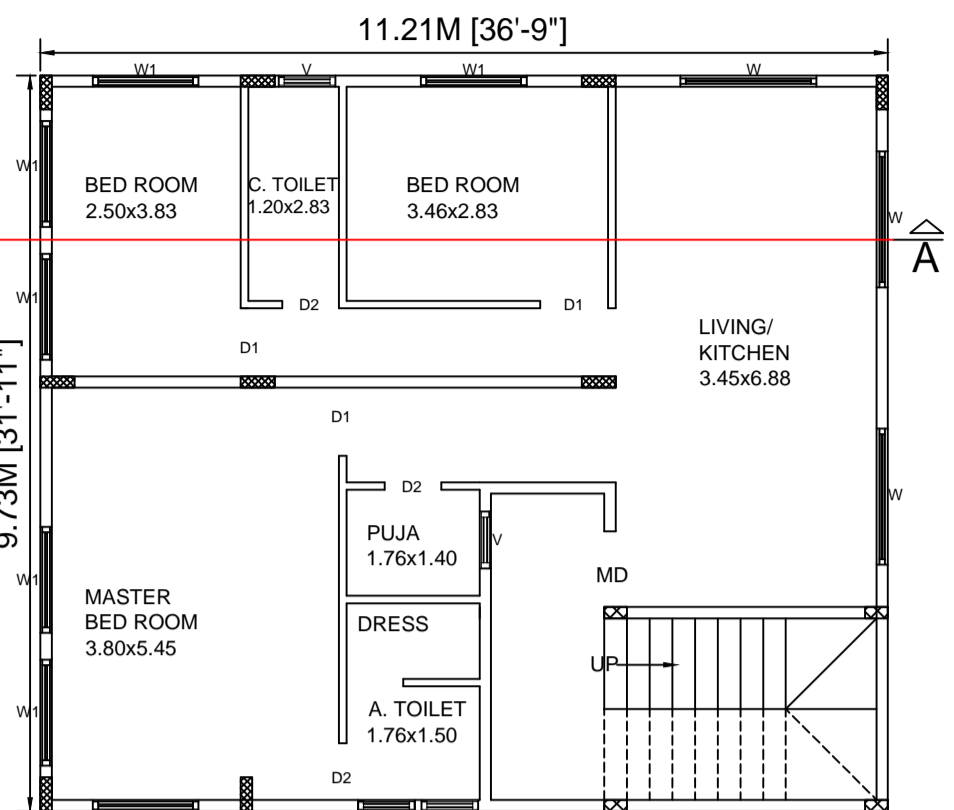 11.21M [36'-9"]
W1
V
W1
W
W1
BED ROOM
2.50x3.83
C. TOILET
1.20x2.83
BED ROOM
3.46x2.83
W
A
W1
D2
D1
D1
LIVING/
KITCHEN
3.45x6.88
9.73M [31'-11"]
D1
D2
W
PUJA
1.76x1.40
V
MD
W1
MASTER
BED ROOM
3.80x5.45
DRESS
UP
W1
A. TOILET
1.76x1.50
D2